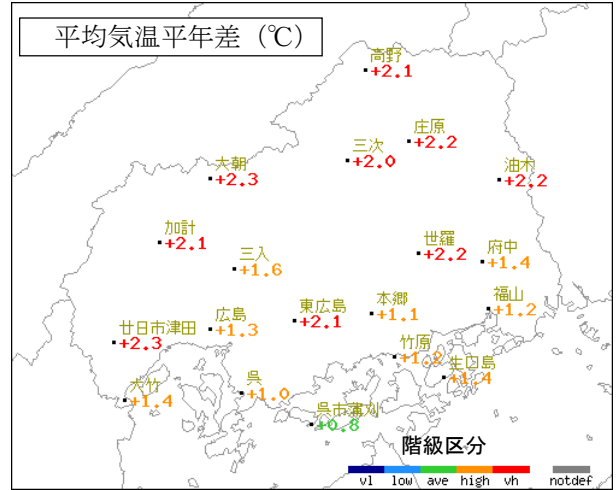 平均気温平年差（℃）
高野
+2.1
庄原
+2.2
三次
+2.0
大朝
+2.3
油木
+2.2
加計
+2.1
三入
+1.6
世羅
+2.2
府中
+1.4
福山
+1.2
本郷
+1.1
東広島
+2.1
広島
+1.3
廿日市津田
+2.3
竹原
+1.2
生口島
+1.4
大竹
+1.4
呉
+1.0
呉市蒲刈
+0.8
階級区分
vl low ave high vh notdef